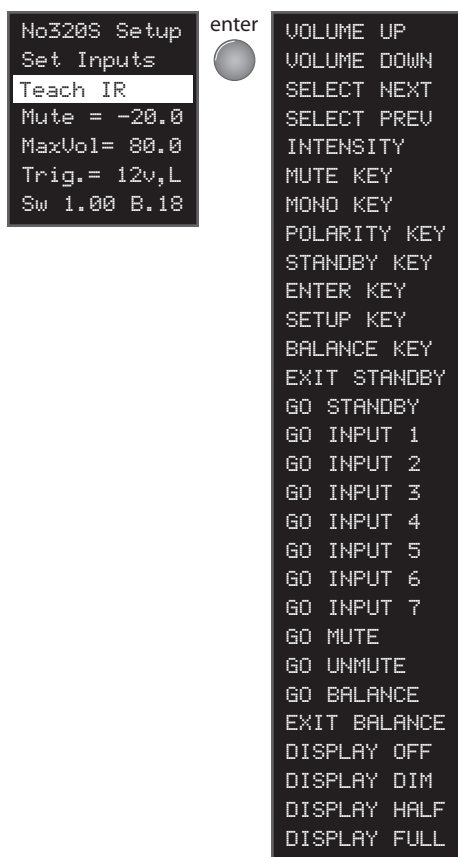 No320S Setup
Set Inputs
Teach IR
Mute = -20.0
MaxVol= 80.0
Trig.= 12v,L
Sw 1.00 B.18
enter
VOLUME UP
VOLUME DOWN
SELECT NEXT
SELECT PREV
INTENSITY
MUTE KEY
MONO KEY
POLARITY KEY
STANDBY KEY
ENTER KEY
SETUP KEY
BALANCE KEY
EXIT STANDBY
GO STANDBY
GO INPUT 1
GO INPUT 2
GO INPUT 3
GO INPUT 4
GO INPUT 5
GO INPUT 6
GO INPUT 7
GO MUTE
GO UNMUTE
GO BALANCE
EXIT BALANCE
DISPLAY OFF
DISPLAY DIM
DISPLAY HALF
DISPLAY FULL